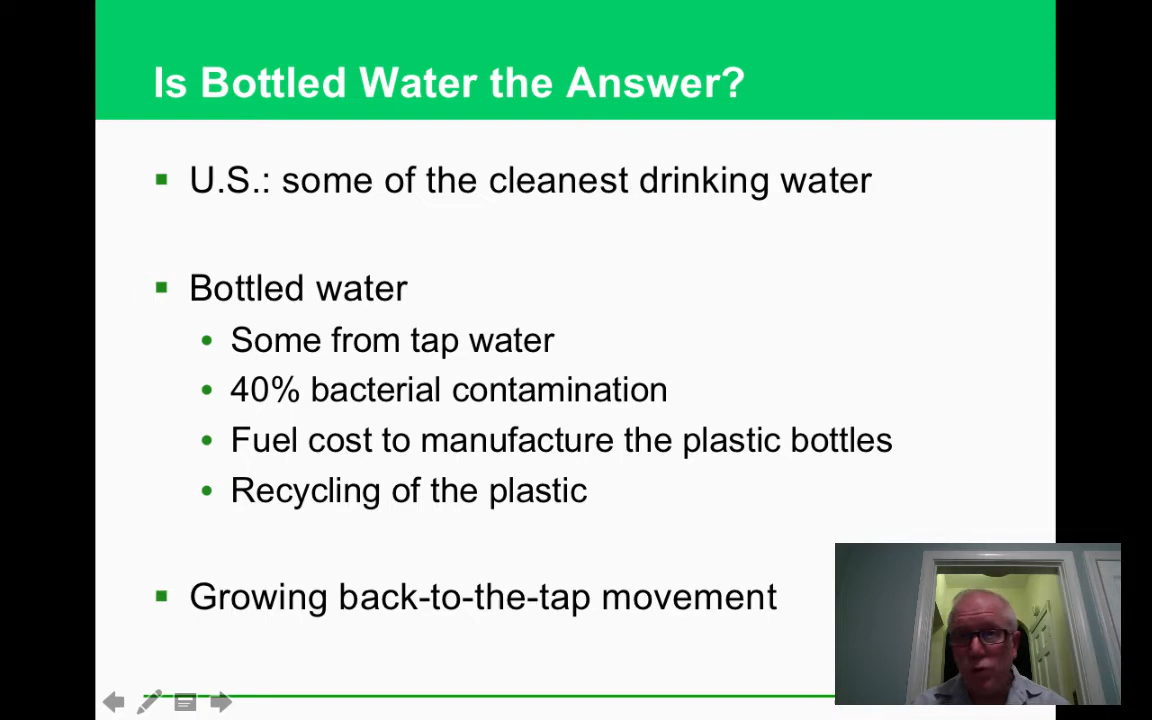 Is Bottled Water the Answer?
U.S.: some of the cleanest drinking water
Bottled water
Some from tap water
40% bacterial contamination
Fuel cost to manufacture the plastic bottles
Recycling of the plastic
Growing back-to-the-tap movement